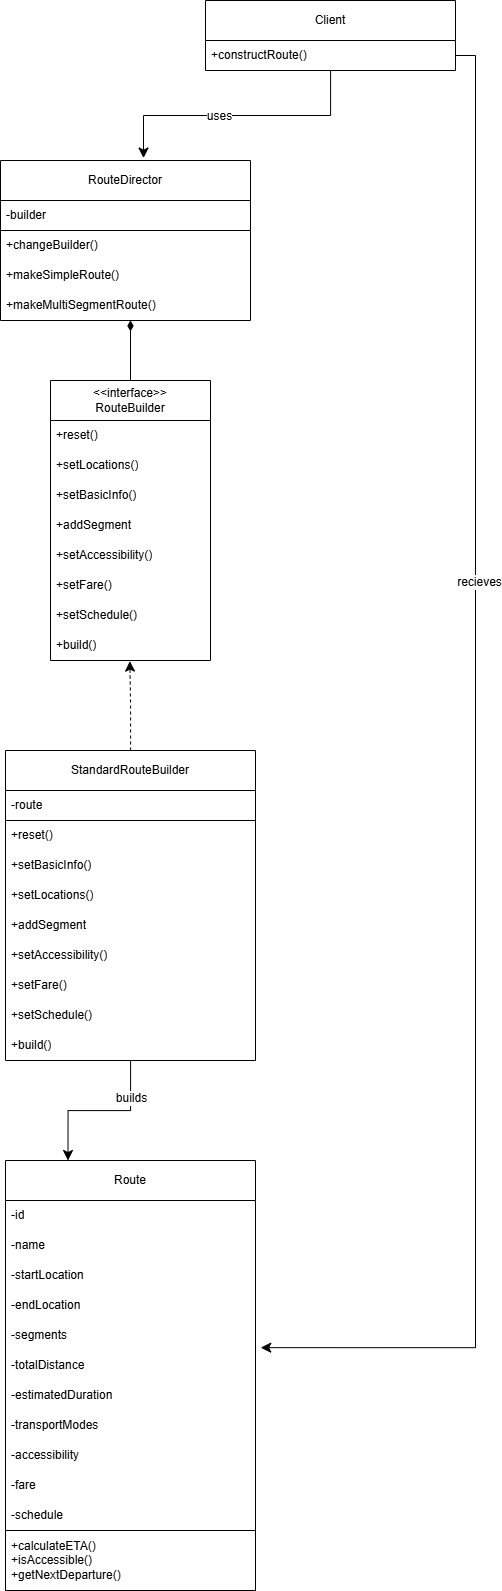 Client
+constructRoute()
uses
RouteDirector
-builder
+changeBuilder()
+makeSimpleRoute()
+makeMultiSegmentRoute()
<<interface>>
RouteBuilder
+reset()
+setLocations()
+setBasicInfo()
+addSegment
+setAccessibility()
+setFare()
+setSchedule()
+build()
recieves
StandardRouteBuilder
-route
+reset()
+setBasicInfo()
+setLocations()
+addSegment
+setAccessibility()
+setFare()
+setSchedule()
+build()
builds
Route
-id
-name
-startLocation
-endLocation
-segments
-totalDistance
-estimatedDuration
-transportModes
-accessibility
-fare
-schedule
+calculateETA()
+isAccessible()
+getNextDeparture()